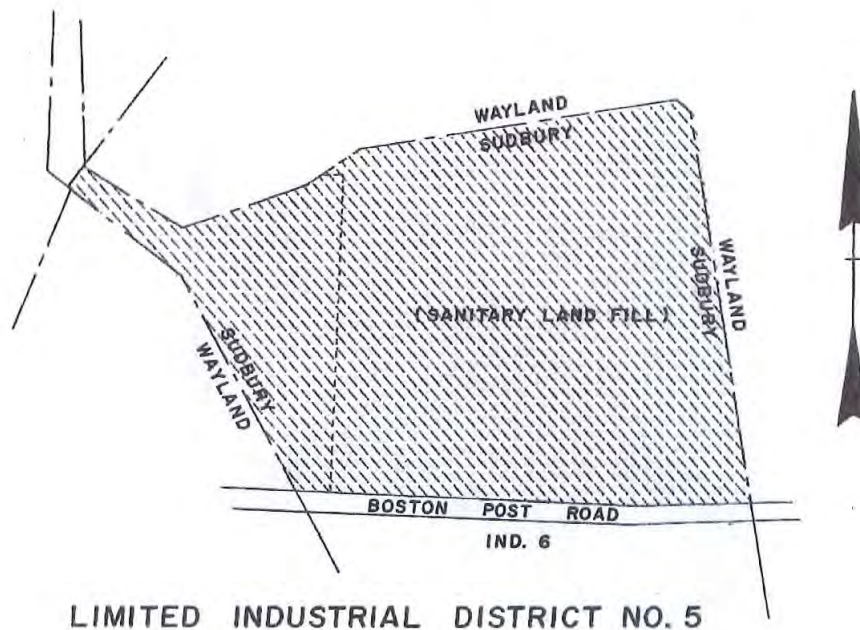 WAYLAND
SUDBURY
WAYLAND
SUDBURY
(SANITARY LAND FILL)
SUDBURY
WAYLAND
BOSTON POST ROAD
IND. 6
LIMITED INDUSTRIAL DISTRICT NO. 5